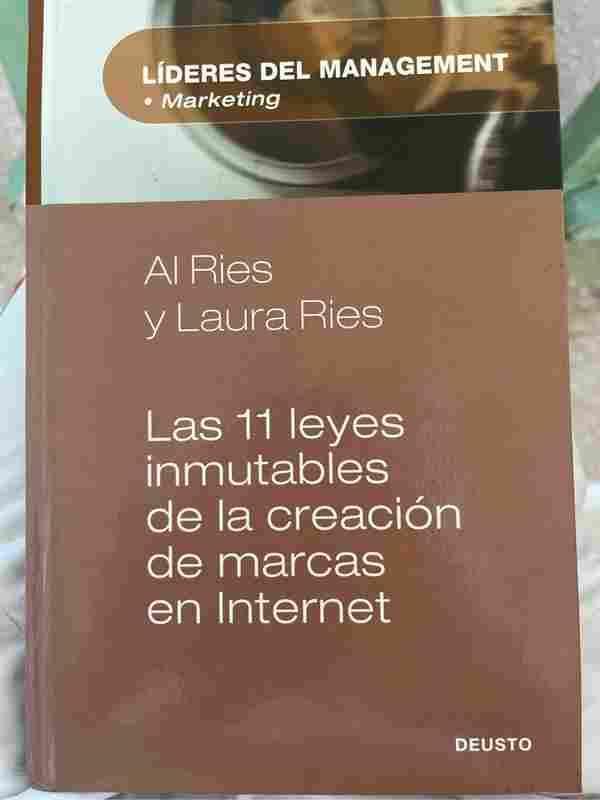 LÍDERES DEL MANAGEMENT
• Marketing
Al Ries
y Laura Ries
Las 11 leyes
inmutables
de la creación
de marcas
en Internet
DEUSTO